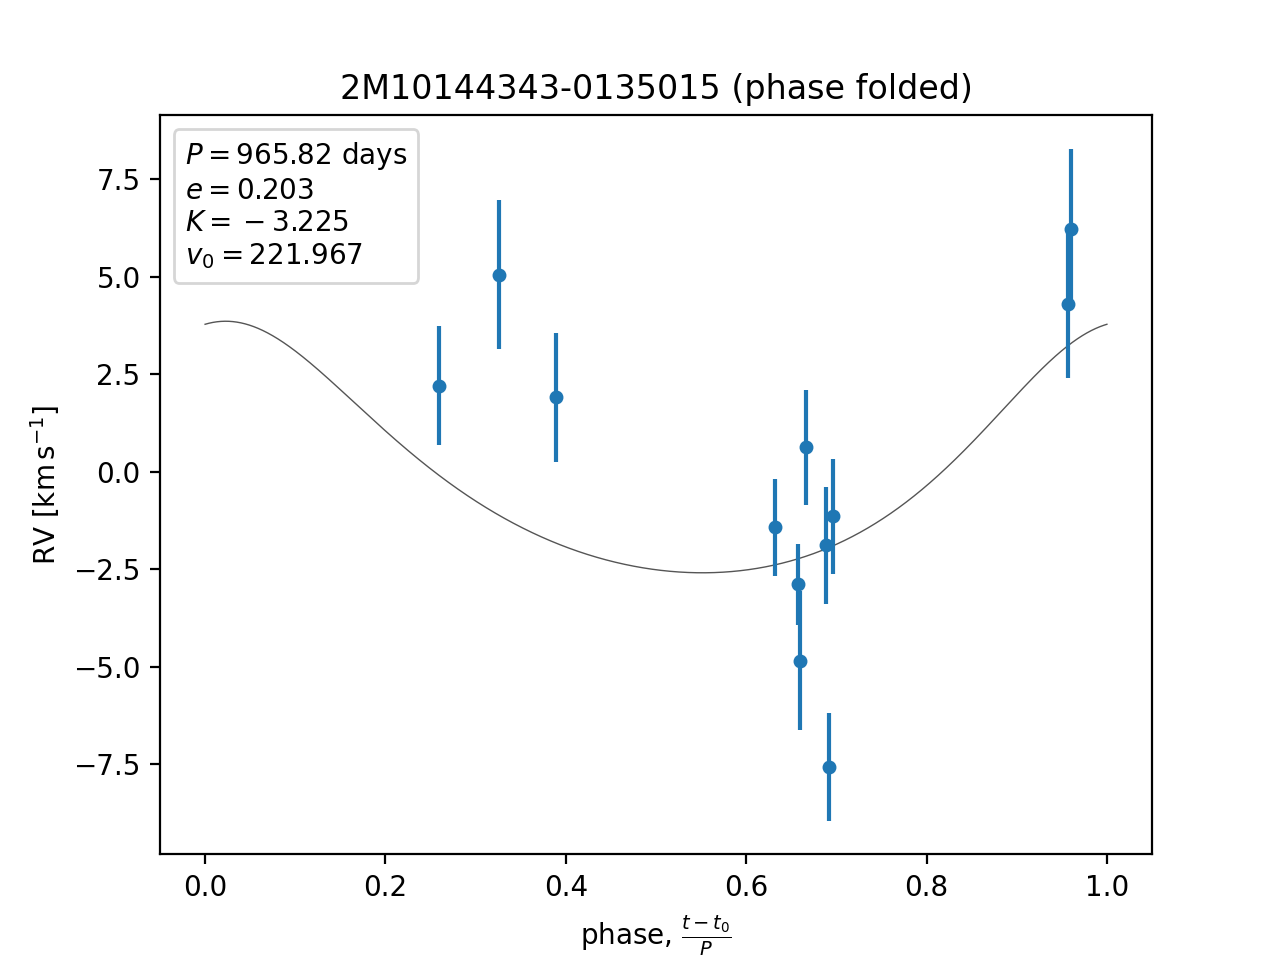 2M10144343-0135015 (phase folded)
P = 965.82 days
e = 0.203
K = −3.225
v₀ = 221.967
7.5
5.0
2.5
0.0
−2.5
−5.0
−7.5
RV [km s⁻¹]
0.0 0.2 0.4 0.6 0.8 1.0
phase, (t − t₀)/P